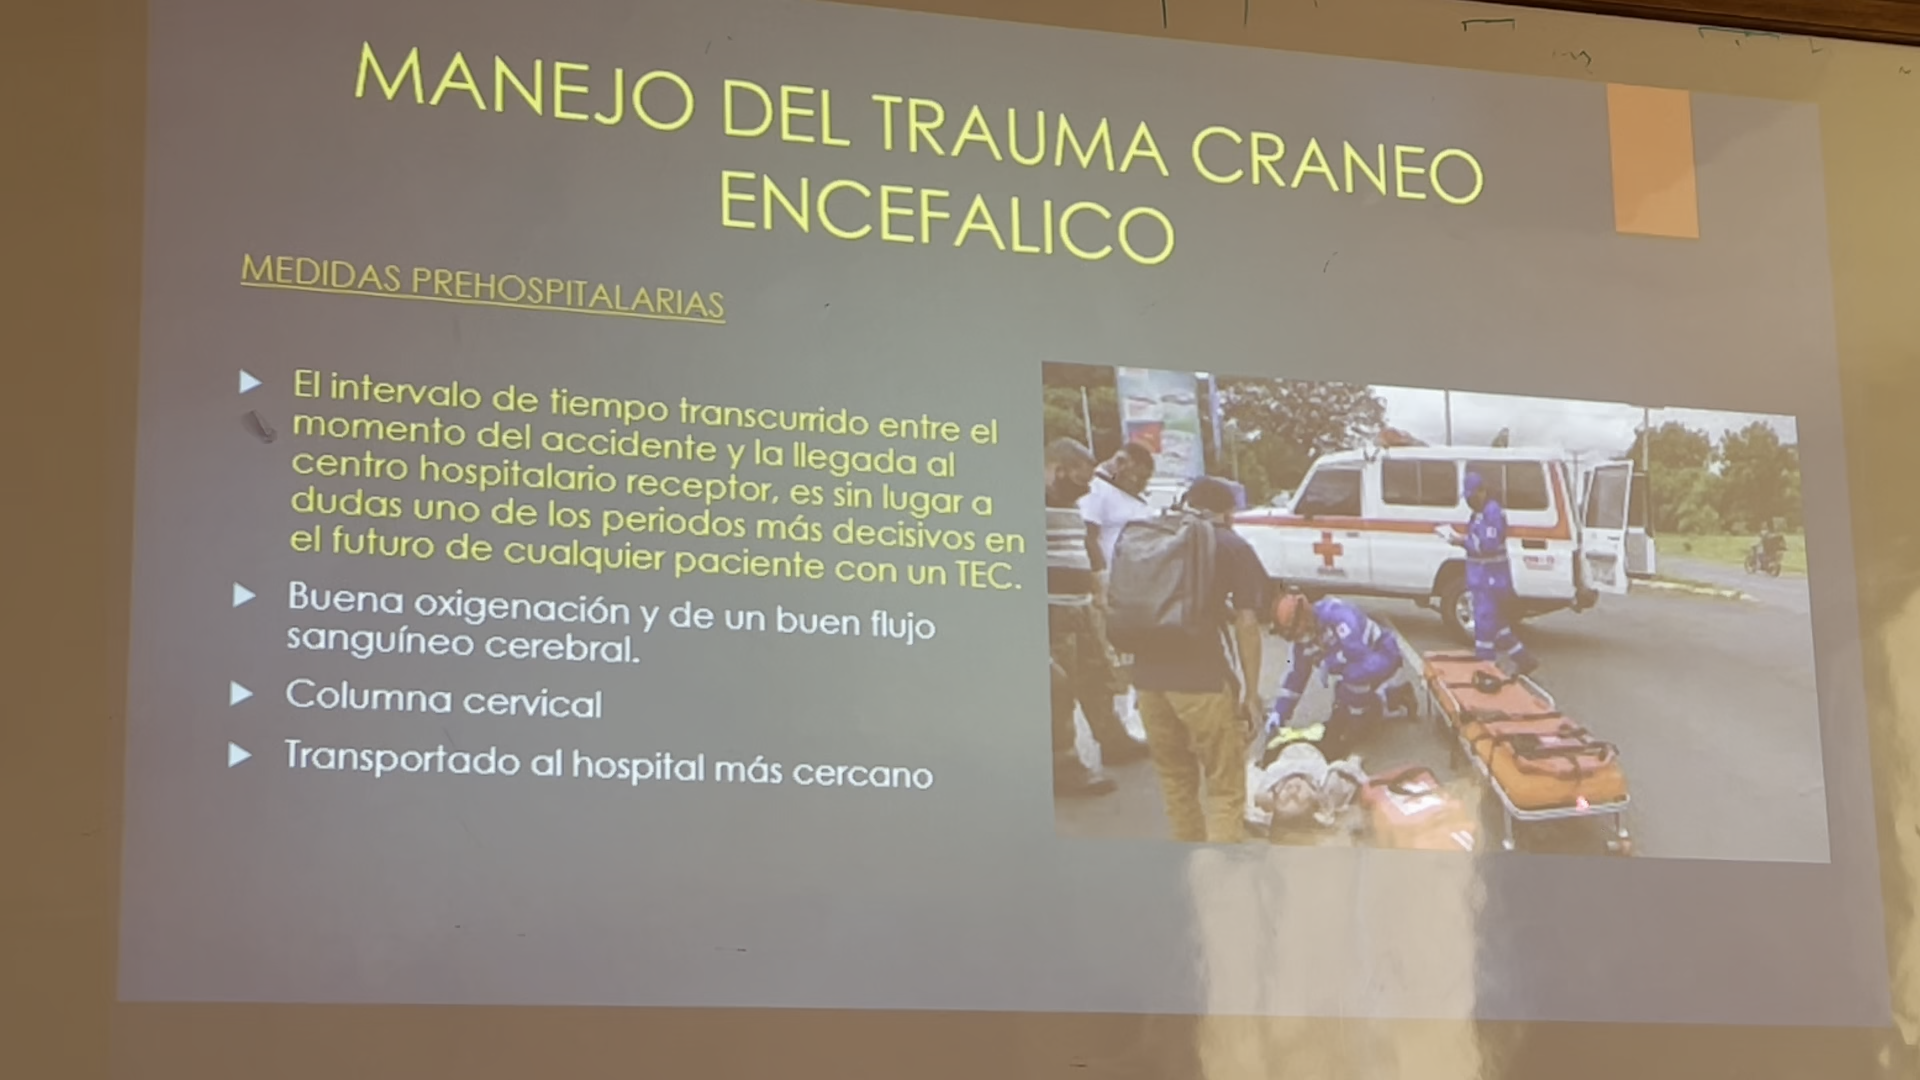 MANEJO DEL TRAUMA CRANEO
ENCEFALICO
MEDIDAS PREHOSPITALARIAS
El intervalo de tiempo transcurrido entre el
momento del accidente y la llegada al
centro hospitalario receptor, es sin lugar a
dudas uno de los periodos más decisivos en
el futuro de cualquier paciente con un TEC.
Buena oxigenación y de un buen flujo
sanguíneo cerebral.
Columna cervical
Transportado al hospital más cercano